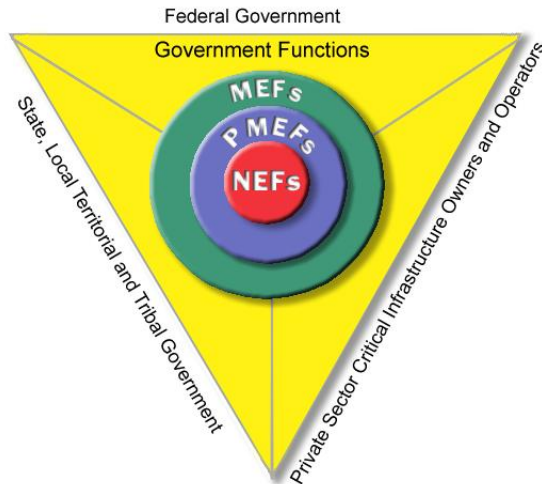 Federal Government
Government Functions
MEFs
PMEFs
NEFs
State, Local Territorial and Tribal Government
Private Sector Critical Infrastructure Owners and Operators